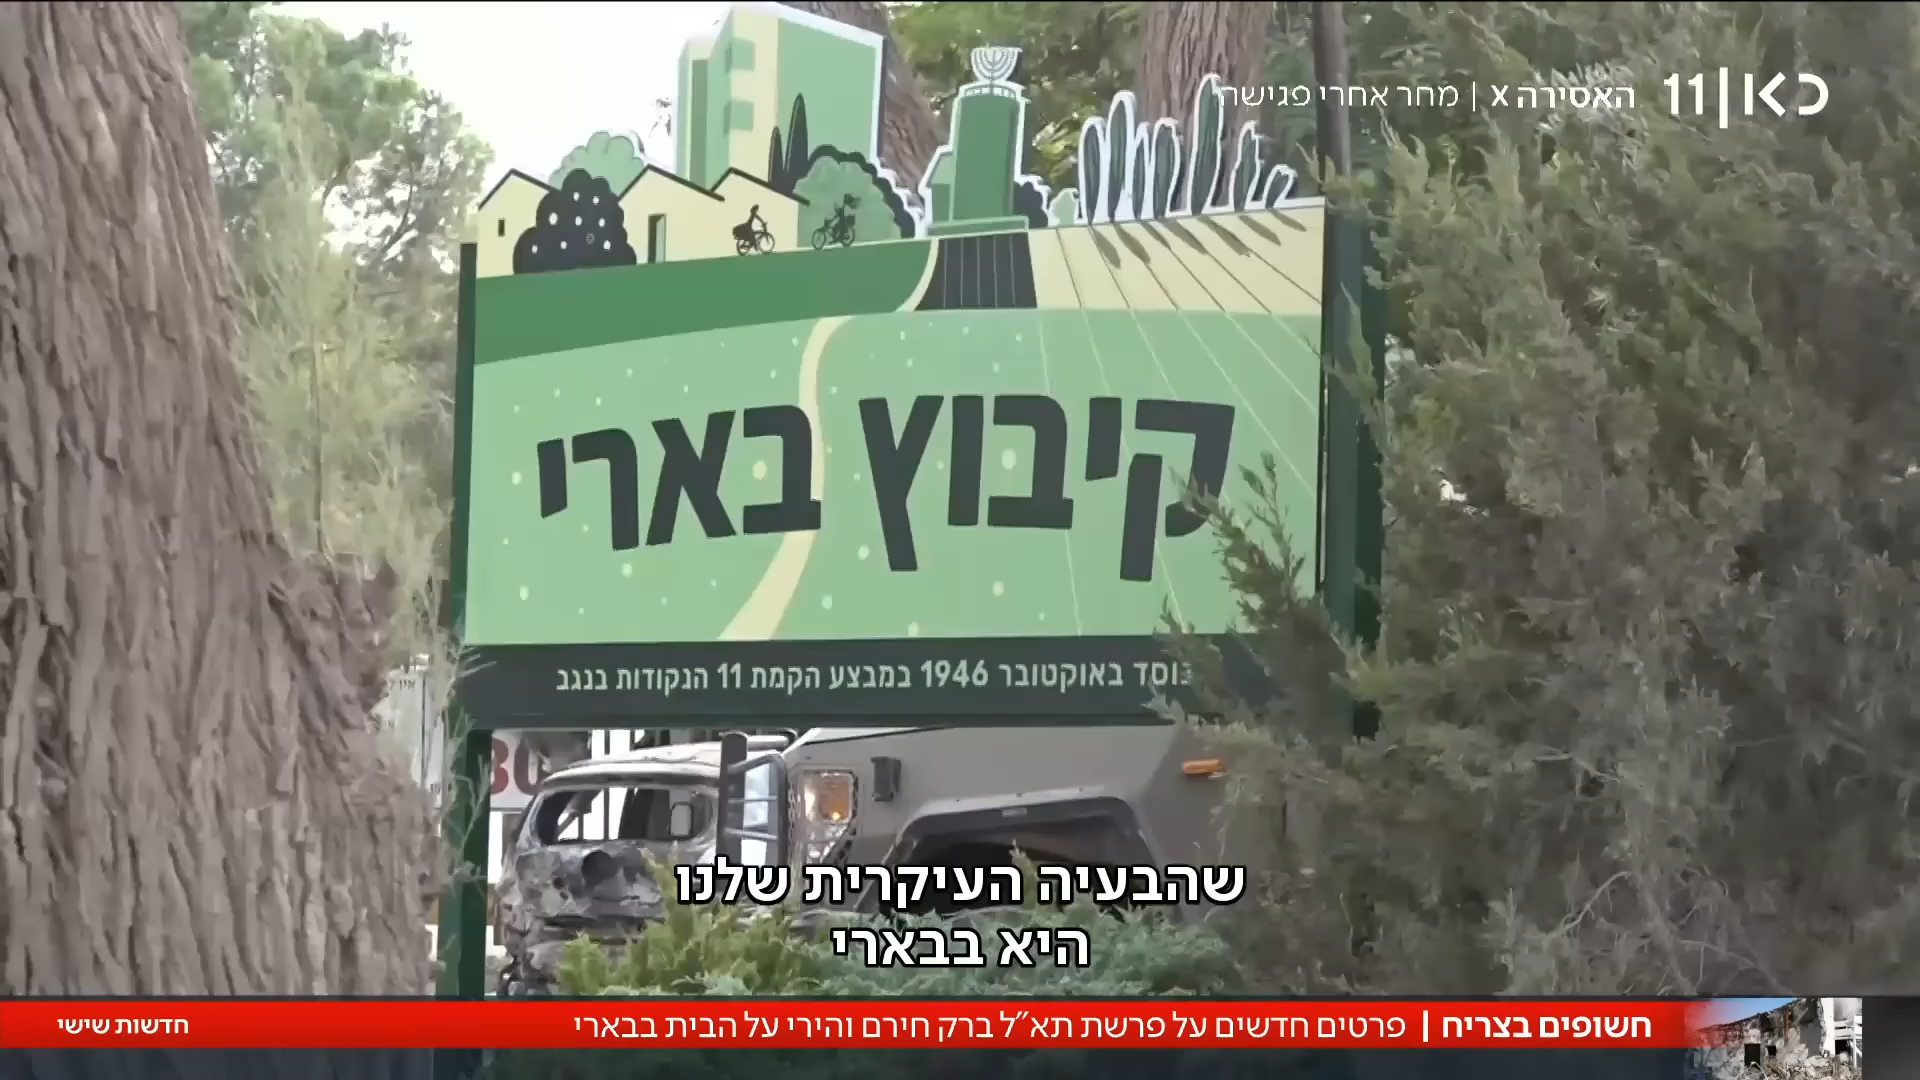 כאן 11
האסירה X | מחר אחרי פגישה
קיבוץ בארי
נוסד באוקטובר 1946 במבצע הקמת 11 הנקודות בנגב
30
שהבעיה העיקרית שלנו
היא בבארי
חשופים בצריח | פרטים חדשים על פרשת תא״ל ברק חירם והירי על הבית בבארי
חדשות שישי